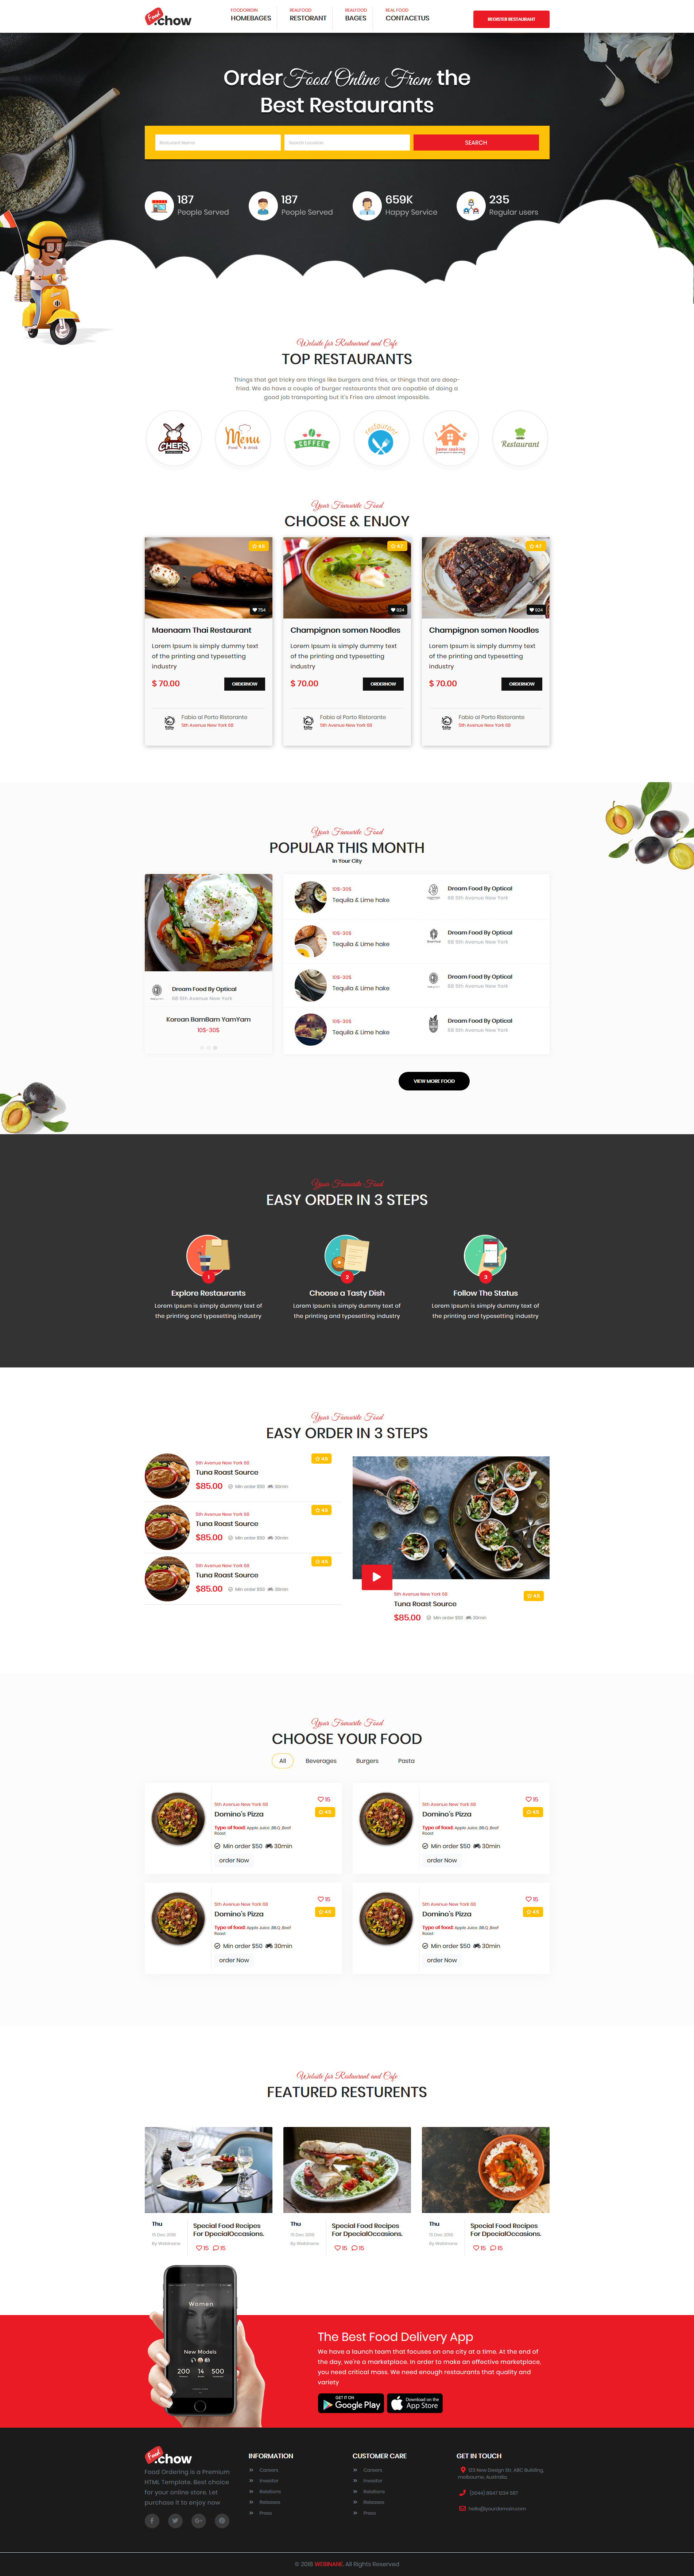 Food
chow
FOODORIGIN
HOMEBAGES
REALFOOD
RESTORANT
REALFOOD
BAGES
REAL FOOD
CONTACETUS
REGRSTER RESTAURANT
Order Food Online From the
Best Restaurants
Search Location
SEARCH
187
People Served
187
People Served
659K
Happy Service
235
Regular users
Website for Restaurant and Cafe
TOP RESTAURANTS
Things that get tricky are things like burgers and fries, or things that are deep-
fried. We do have a couple of burger restaurants that are capable of doing a
good job transporting but it's Fries are almost impossible.
CHEFS
Menu
Food & drink
COFFEE
restaurant
home cooking
Restaurant
Your Favourite Food
CHOOSE & ENJOY
4.5
754
Maenaam Thai Restaurant
Lorem Ipsum is simply dummy text
of the printing and typesetting
industry
$ 70.00
ORDERNOW
Fabio al Porto Ristorante
5th Avenue New York 68
4.7
924
Champignon somen Noodles
Lorem Ipsum is simply dummy text
of the printing and typesetting
industry
$ 70.00
ORDERNOW
Fabio al Porto Ristorante
5th Avenue New York 68
4.7
924
Champignon somen Noodles
Lorem Ipsum is simply dummy text
of the printing and typesetting
industry
$ 70.00
ORDERNOW
Fabio al Porto Ristorante
5th Avenue New York 68
Your Favourite Food
POPULAR THIS MONTH
In Your City
Dream Food By Optical
68 5th Avenue New York
Korean BarnBam YamYam
10$-30$
10$-30$
Tequila & Lime hake
Dream Food By Optical
68 5th Avenue New York
10$-30$
Tequila & Lime hake
Dream Food By Optical
68 5th Avenue New York
10$-30$
Tequila & Lime hake
Dream Food By Optical
68 5th Avenue New York
10$-30$
Tequila & Lime hake
Dream Food By Optical
68 5th Avenue New York
VIEW MORE FOOD
Your Favourite Food
EASY ORDER IN 3 STEPS
1
Explore Restaurants
Lorem Ipsum is simply dummy text of
the printing and typesetting industry
2
Choose a Tasty Dish
Lorem Ipsum is simply dummy text of
the printing and typesetting industry
3
Follow The Status
Lorem Ipsum is simply dummy text of
the printing and typesetting industry
Your Favourite Food
EASY ORDER IN 3 STEPS
5th Avenue New York 68
4.5
Tuna Roast Source
$85.00 Min order $50 30min
5th Avenue New York 68
4.5
Tuna Roast Source
$85.00 Min order $50 30min
5th Avenue New York 68
4.5
Tuna Roast Source
$85.00 Min order $50 30min
5th Avenue New York 68
4.5
Tuna Roast Source
$85.00 Min order $50 30min
Your Favourite Food
CHOOSE YOUR FOOD
All Beverages Burgers Pasta
15
5th Avenue New York 68
4.5
Domino's Pizza
Type of food: Apple Juice ,BB.Q ,Beef
Roast
Min order $50 30min
order Now
15
5th Avenue New York 68
4.5
Domino's Pizza
Type of food: Apple Juice ,BB.Q ,Beef
Roast
Min order $50 30min
order Now
15
5th Avenue New York 68
4.5
Domino's Pizza
Type of food: Apple Juice ,BB.Q ,Beef
Roast
Min order $50 30min
order Now
15
5th Avenue New York 68
4.5
Domino's Pizza
Type of food: Apple Juice ,BB.Q ,Beef
Roast
Min order $50 30min
order Now
Website for Restaurant and Cafe
FEATURED RESTURENTS
Thu
15 Dec 2018
By Webinane
Special Food Recipes
For DpecialOccasions.
15 15
Thu
15 Dec 2018
By Webinane
Special Food Recipes
For DpecialOccasions.
15 15
Thu
15 Dec 2018
By Webinane
Special Food Recipes
For DpecialOccasions.
15 15
Women
New Models
200 14 500
The Best Food Delivery App
We have a launch team that focuses on one city at a time. At the end of
the day, we're a marketplace. In order to make an effective marketplace,
you need critical mass. We need enough restaurants that quality and
variety
GET IT ON
Google Play
Download on the
App Store
Food
chow
Food Ordering is a Premium
HTML Template. Best choice
for your online store. Let
purchase it to enjoy now
INFORMATION
Careers
Investor
Relations
Releases
Press
CUSTOMER CARE
Careers
Investor
Relations
Releases
Press
GET IN TOUCH
123 New Design Str, ABC Building,
melbourne, Australia.
(0044) 8647 1234 587
hello@yourdomain.com
© 2018 WEBINANE. All Rights Reserved